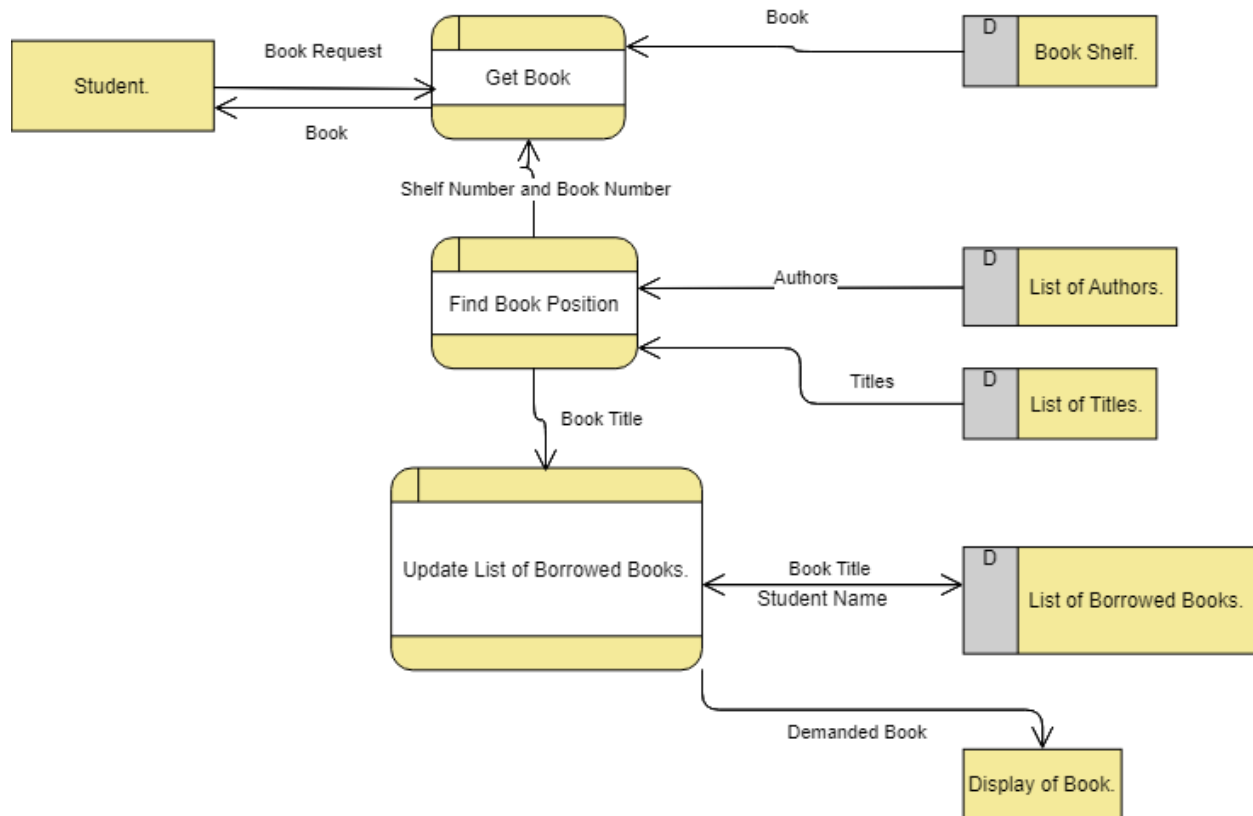 Book
D
Book Shelf.
Student.
Book Request
Get Book
Book
Shelf Number and Book Number
D
List of Authors.
Authors
Find Book Position
D
List of Titles.
Titles
Book Title
Update List of Borrowed Books.
Book Title
Student Name
D
List of Borrowed Books.
Demanded Book
Display of Book.